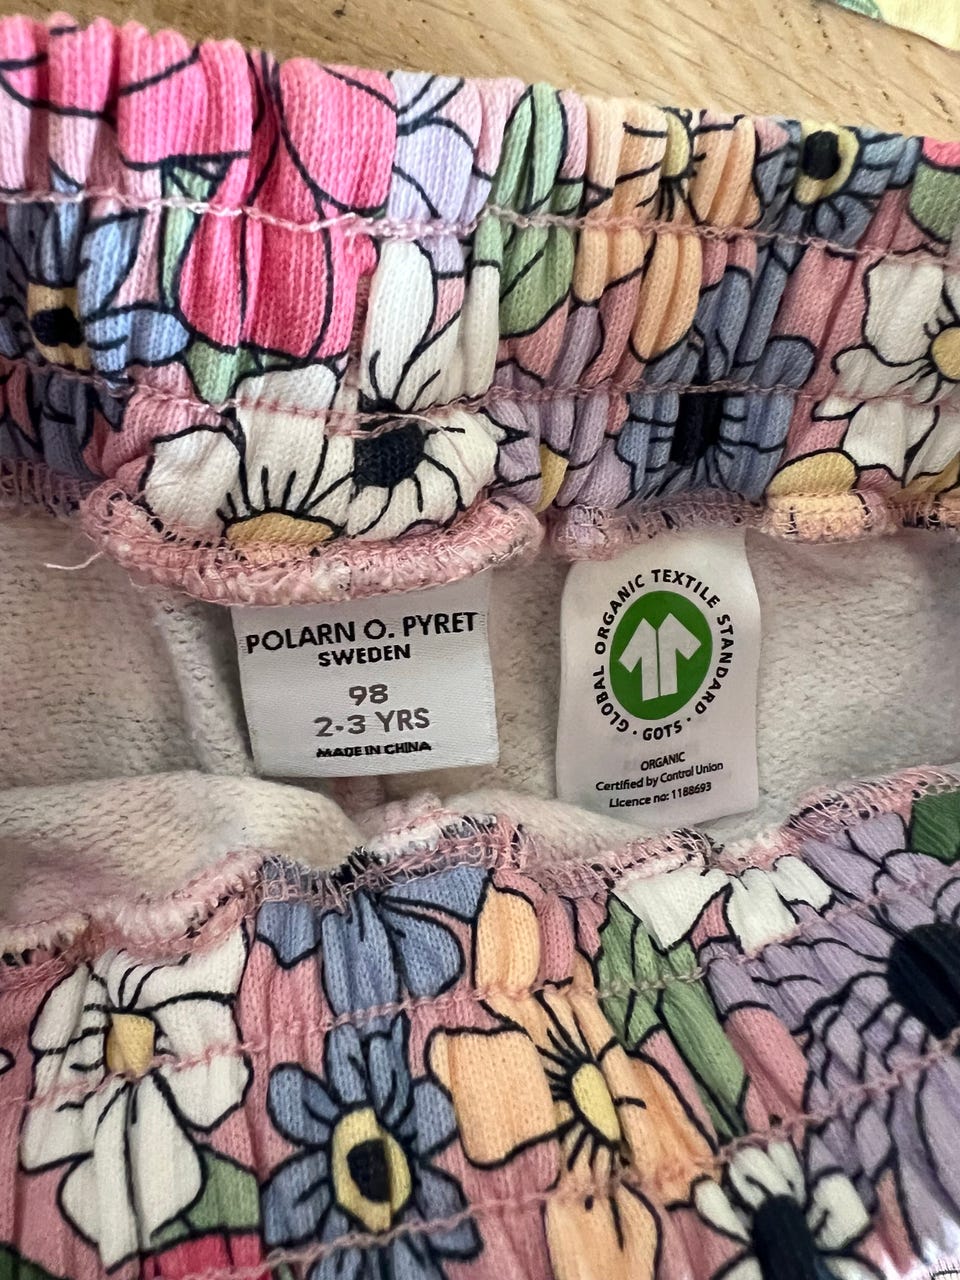 POLARN O. PYRET
SWEDEN
98
2-3 YRS
MADE IN CHINA
GLOBAL ORGANIC TEXTILE STANDARD · GOTS ·
ORGANIC
Certified by Control Union
Licence no: 1188693